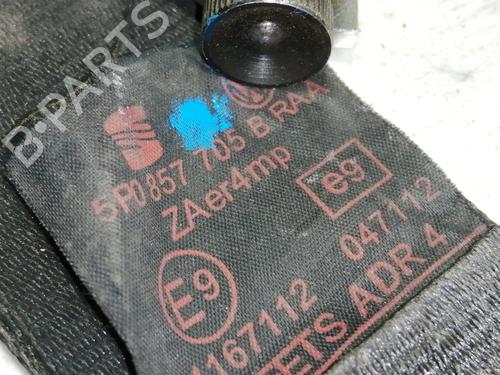 B-PARTS
5P0 857 705 B RAA
ZAer4mp
e9
E9
047112
167112
ADR 4